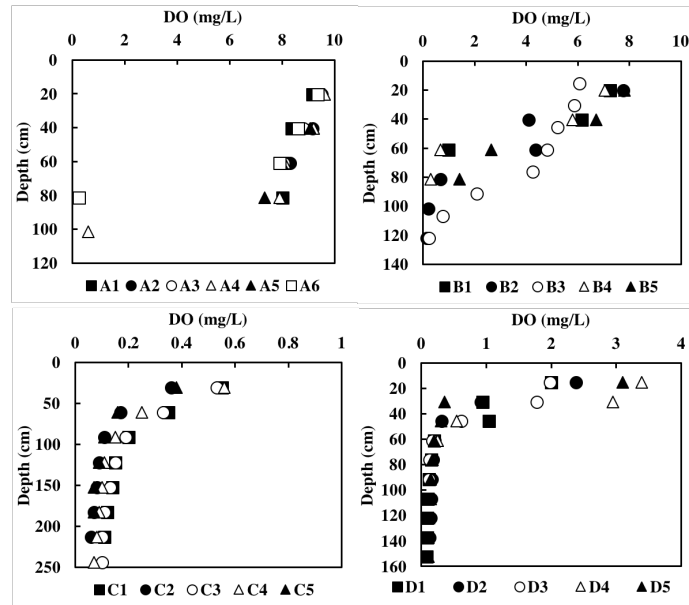 DO (mg/L)
0 2 4 6 8 10
0
20
40
60
80
100
120
Depth (cm)
A1 A2 A3 A4 A5 A6
DO (mg/L)
0 2 4 6 8 10
0
20
40
60
80
100
120
140
Depth (cm)
B1 B2 B3 B4 B5
DO (mg/L)
0 0.2 0.4 0.6 0.8 1
0
50
100
150
200
250
Depth (cm)
C1 C2 C3 C4 C5
DO (mg/L)
0 1 2 3 4
0
20
40
60
80
100
120
140
160
Depth (cm)
D1 D2 D3 D4 D5